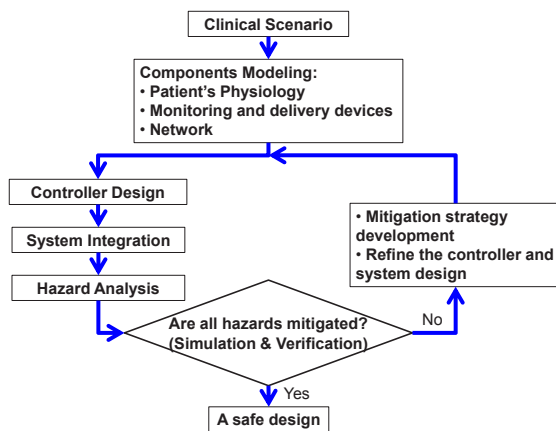 Clinical Scenario
Components Modeling:
• Patient's Physiology
• Monitoring and delivery devices
• Network
Controller Design
System Integration
Hazard Analysis
• Mitigation strategy
development
• Refine the controller and
system design
Are all hazards mitigated?
(Simulation & Verification)
No
Yes
A safe design